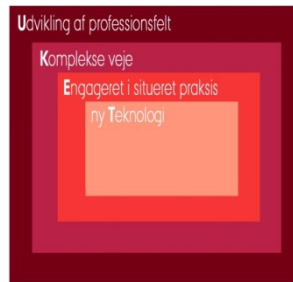 Udvikling af professionsfelt
Komplekse veje
Engageret i situeret praksis
ny Teknologi